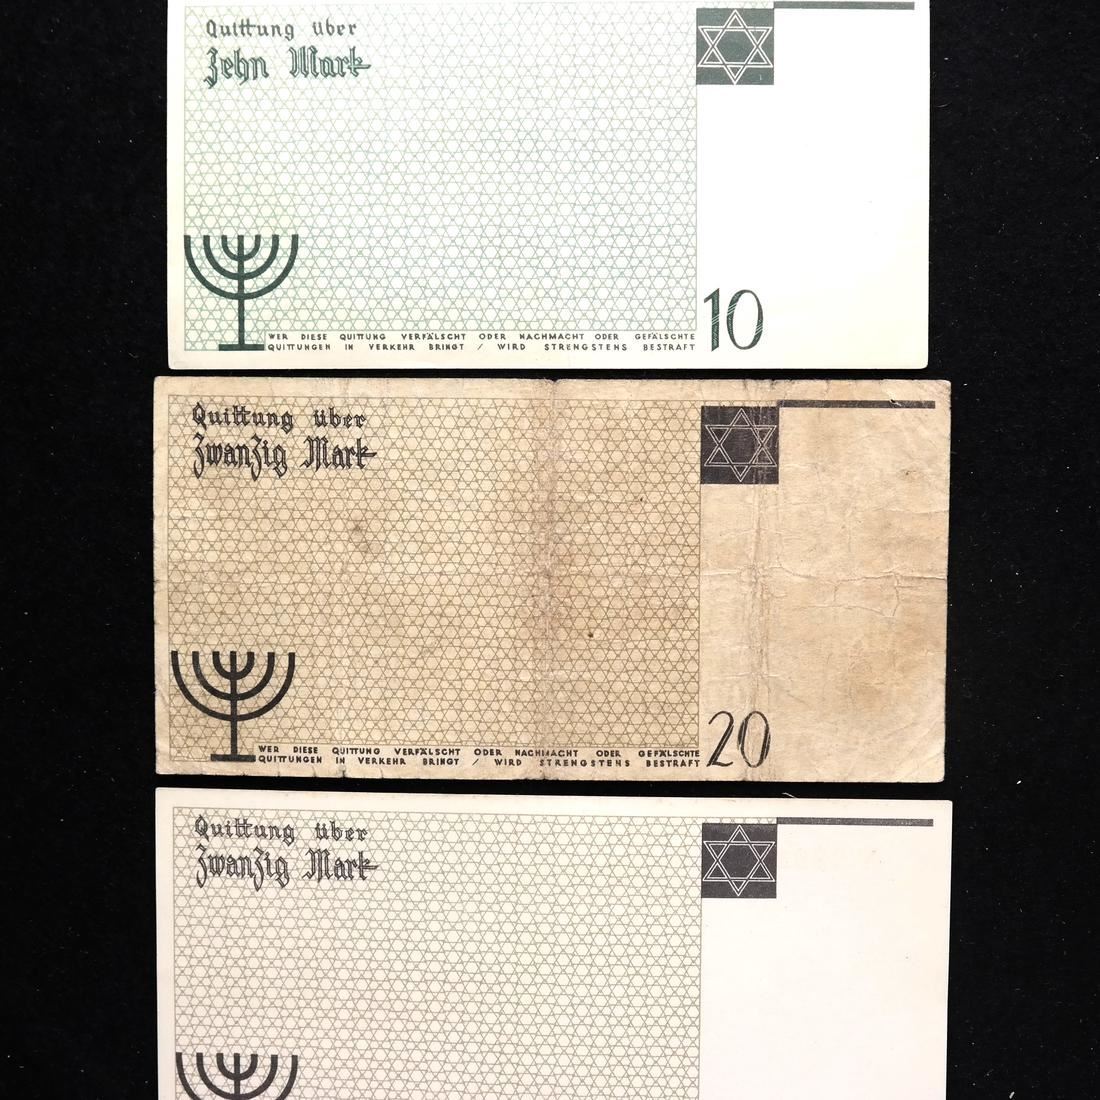 Quittung über
Zehn Mark
WER DIESE QUITTUNG VERFÄLSCHT ODER NACHMACHT ODER GEFÄLSCHTE
QUITTUNGEN IN VERKEHR BRINGT / WIRD STRENGSTENS BESTRAFT
10
Quittung über
Zwanzig Mark
WER DIESE QUITTUNG VERFÄLSCHT ODER NACHMACHT ODER GEFÄLSCHTE
QUITTUNGEN IN VERKEHR BRINGT / WIRD STRENGSTENS BESTRAFT
20
Quittung über
Zwanzig Mark